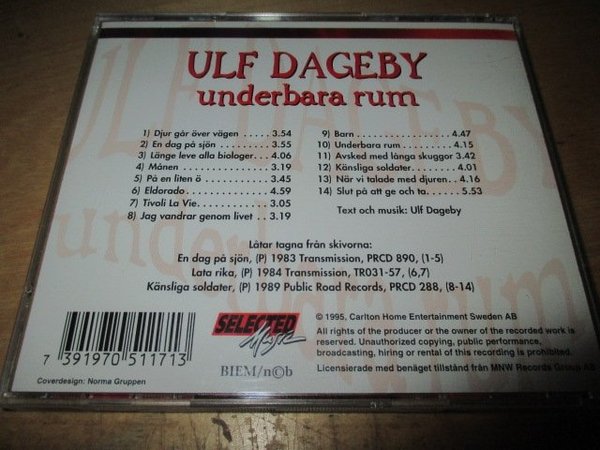 ULF DAGEBY
underbara rum
1) Djur går över vägen ..... 3.54
2) En dag på sjön ......... 3.55
3) Länge leve alla biologer... 4.06
4) Månen ............... 3.19
5) På en liten ö .......... 3.45
6) Eldorado............... 4.59
7) Tivoli La Vie........... 3.05
8) Jag vandrar genom livet .. 3.19
9) Barn ................ 4.47
10) Underbara rum ........ 4.15
11) Avsked med långa skuggor 3.42
12) Känsliga soldater ....... 4.01
13) När vi talade med djuren.. 4.16
14) Slut på att ge och ta..... 5.53
Text och musik: Ulf Dageby
Låtar tagna från skivorna:
En dag på sjön, (P) 1983 Transmission, PRCD 890, (1-5)
Lata rika, (P) 1984 Transmission, TR031-57, (6,7)
Känsliga soldater, (P) 1989 Public Road Records, PRCD 288, (8-14)
7 391970 511713
Coverdesign: Norma Gruppen
SELECTED
Music
BIEM/n©b
© 1995, Carlton Home Entertainment Sweden AB
All rights of the producer or the owner of the recorded work is
reserved. Unauthorized copying, public performance,
broadcasting, hiring or rental of this recording is prohibited.
Licensierade med benäget tillstånd från MNW Records Group AB